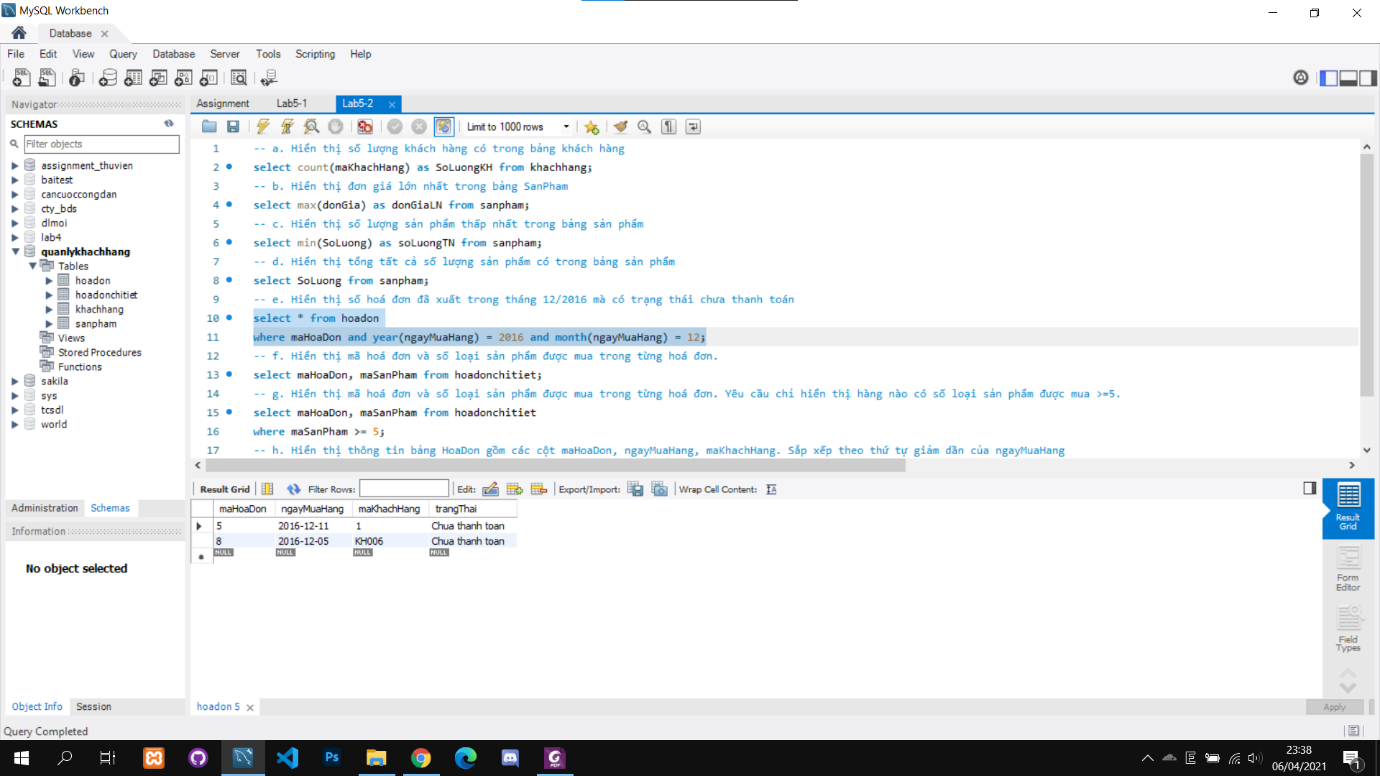 MySQL Workbench
Database
File Edit View Query Database Server Tools Scripting Help
Navigator
SCHEMAS
Filter objects
assignment_thuvien
baitest
cancuoccongdan
cty_bds
dlmoi
lab4
quanlykhachhang
Tables
hoadon
hoadonchitiet
khachhang
sanpham
Views
Stored Procedures
Functions
sakila
sys
tcsdl
world
Administration Schemas
Information
No object selected
Object Info Session
Assignment Lab5-1 Lab5-2
Limit to 1000 rows
1 -- a. Hiển thị số lượng khách hàng có trong bảng khách hàng
2 select count(maKhachHang) as SoLuongKH from khachhang;
3 -- b. Hiển thị đơn giá lớn nhất trong bảng SanPham
4 select max(donGia) as donGiaLN from sanpham;
5 -- c. Hiển thị số lượng sản phẩm thấp nhất trong bảng sản phẩm
6 select min(SoLuong) as soLuongTN from sanpham;
7 -- d. Hiển thị tổng tất cả số lượng sản phẩm có trong bảng sản phẩm
8 select SoLuong from sanpham;
9 -- e. Hiển thị số hoá đơn đã xuất trong tháng 12/2016 mà có trạng thái chưa thanh toán
10 select * from hoadon
11 where maHoaDon and year(ngayMuaHang) = 2016 and month(ngayMuaHang) = 12;
12 -- f. Hiển thị mã hoá đơn và số loại sản phẩm được mua trong từng hoá đơn.
13 select maHoaDon, maSanPham from hoadonchitiet;
14 -- g. Hiển thị mã hoá đơn và số loại sản phẩm được mua trong từng hoá đơn. Yêu cầu chỉ hiển thị hàng nào có số loại sản phẩm được mua >=5.
15 select maHoaDon, maSanPham from hoadonchitiet
16 where maSanPham >= 5;
17 -- h. Hiển thị thông tin bảng HoaDon gồm các cột maHoaDon, ngayMuaHang, maKhachHang. Sắp xếp theo thứ tự giảm dần của ngayMuaHang
Result Grid Filter Rows: Edit: Export/Import: Wrap Cell Content:
maHoaDon ngayMuaHang maKhachHang trangThai
5 2016-12-11 1 Chua thanh toan
8 2016-12-05 KH006 Chua thanh toan
NULL NULL NULL NULL
Result Grid
Form Editor
Field Types
hoadon 5
Apply
Query Completed
Ps
23:38
06/04/2021
1